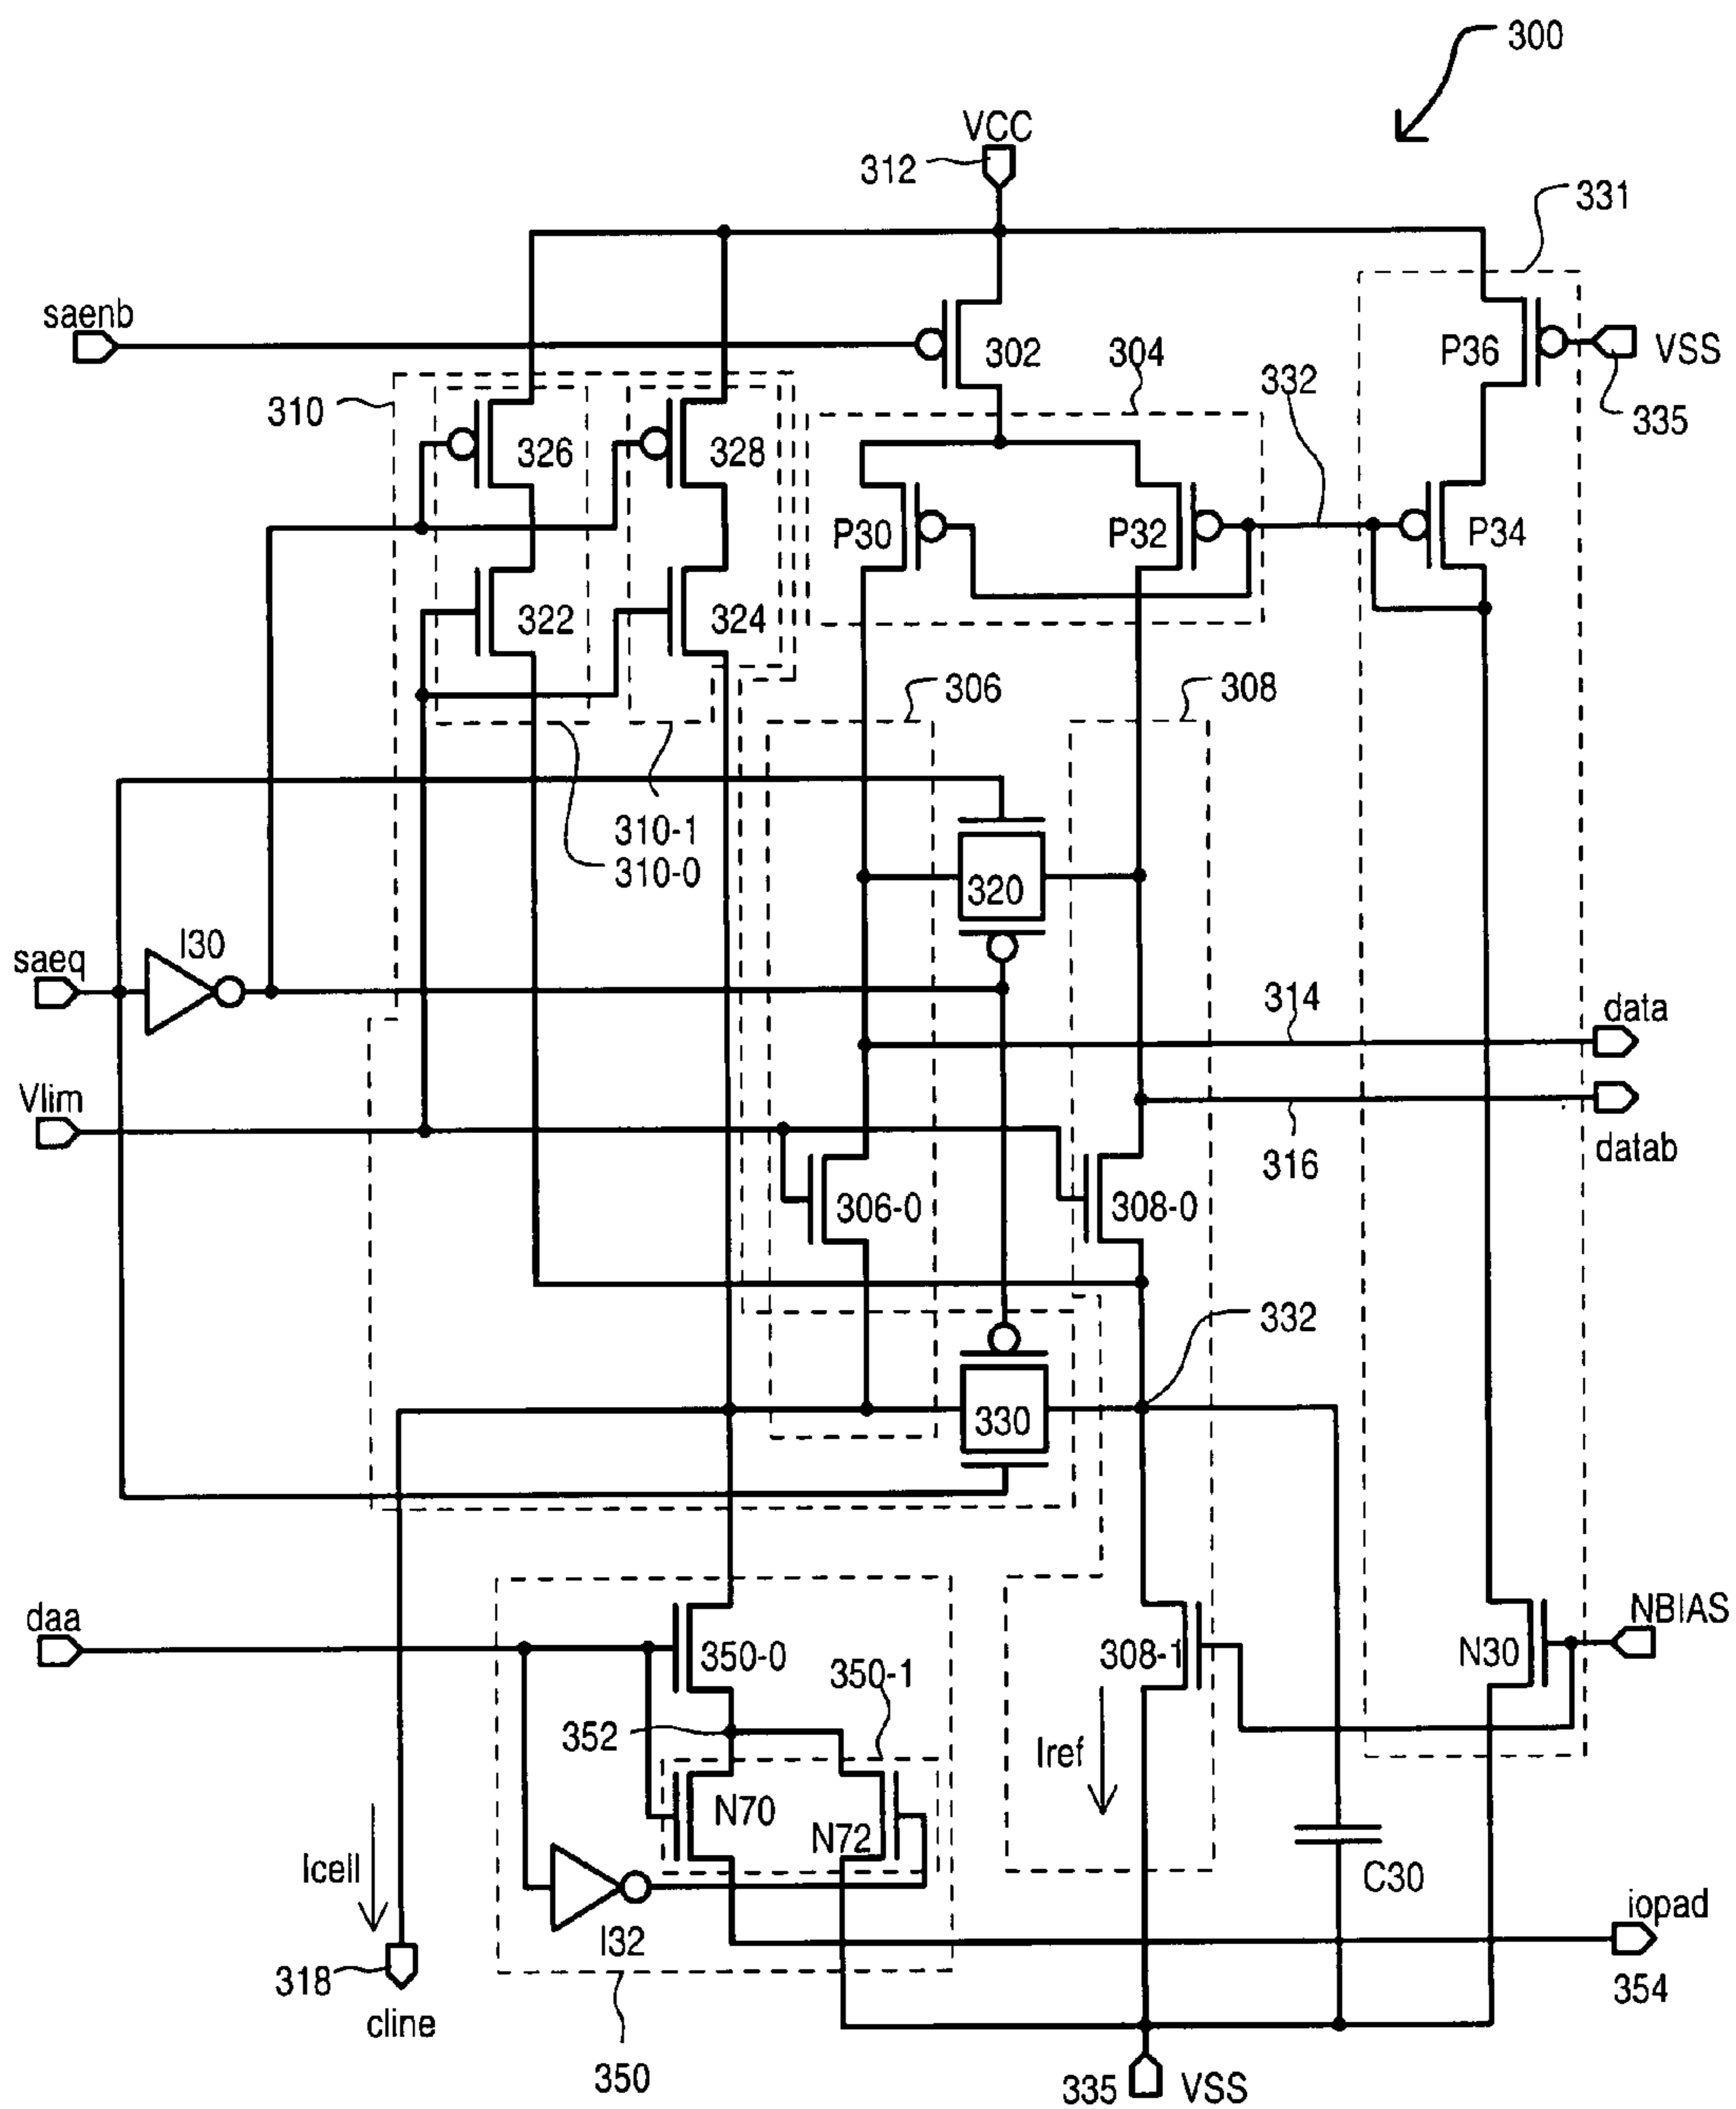 300
VCC
312
331
saenb
302
304
332
P36
VSS
335
310
326
328
P30
P32
P34
322
324
306
308
310-1
310-0
320
saeq
I30
314
data
Vlim
316
datab
306-0
308-0
332
330
daa
350-0
308-1
N30
NBIAS
350-1
352
Iref
N70
N72
Icell
C30
I32
iopad
318
354
cline
350
335
VSS